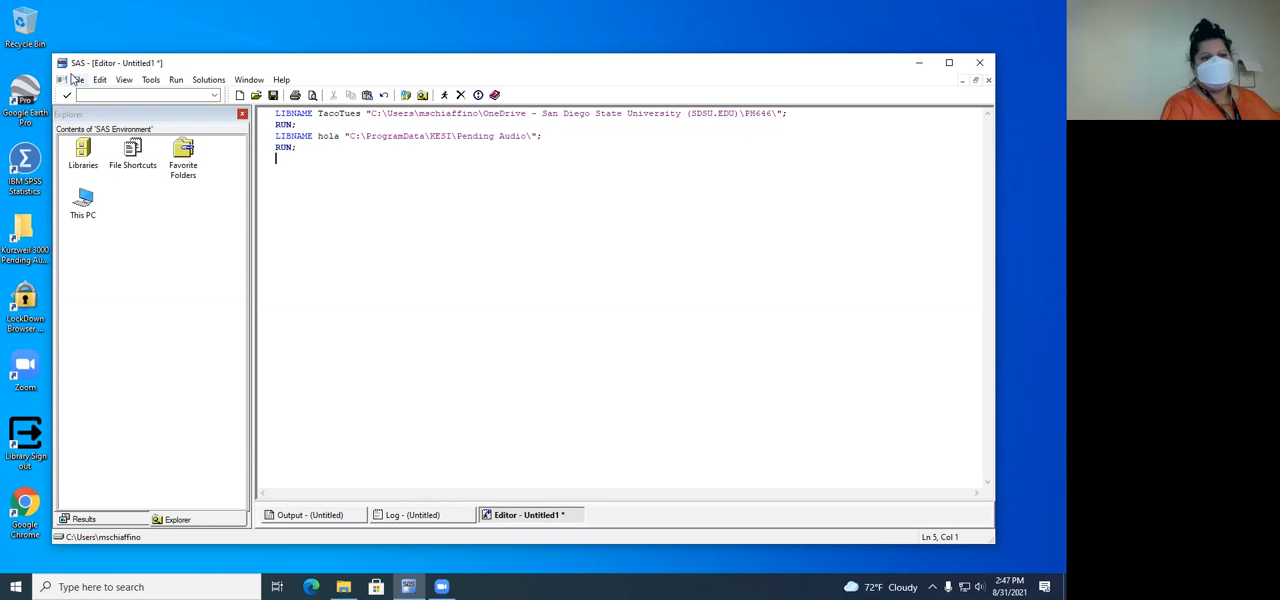 Recycle Bin
Google Earth
Pro
IBM SPSS
Statistics
Kurzweil 3000
Pending Au...
LockDown
Browser ...
Zoom
Library Sign
out
Google
Chrome
SAS - [Editor - Untitled1 *]
File Edit View Tools Run Solutions Window Help
Explorer
Contents of 'SAS Environment'
Libraries
File Shortcuts
Favorite
Folders
This PC
Results
Explorer
LIBNAME TacoTues "C:\Users\mschiaffino\OneDrive - San Diego State University (SDSU.EDU)\PH646\";
RUN;
LIBNAME hola "C:\ProgramData\KESI\Pending Audio\";
RUN;
Output - (Untitled)
Log - (Untitled)
Editor - Untitled1 *
C:\Users\mschiaffino
Ln 5, Col 1
Type here to search
sas
72°F Cloudy
2:47 PM
8/31/2021